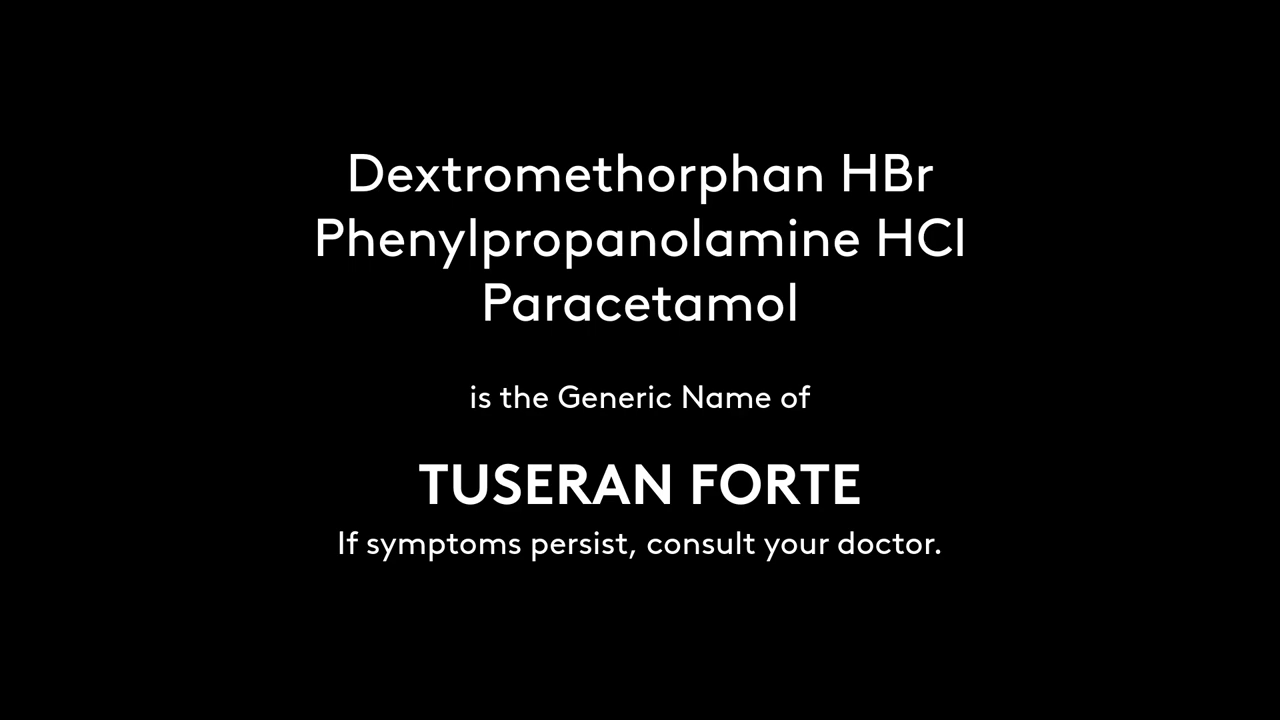 Dextromethorphan HBr
Phenylpropanolamine HCl
Paracetamol
is the Generic Name of
TUSERAN FORTE
If symptoms persist, consult your doctor.